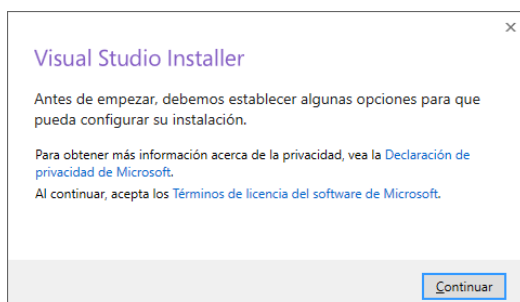 Visual Studio Installer
Antes de empezar, debemos establecer algunas opciones para que
pueda configurar su instalación.
Para obtener más información acerca de la privacidad, vea la Declaración de
privacidad de Microsoft.
Al continuar, acepta los Términos de licencia del software de Microsoft.
Continuar